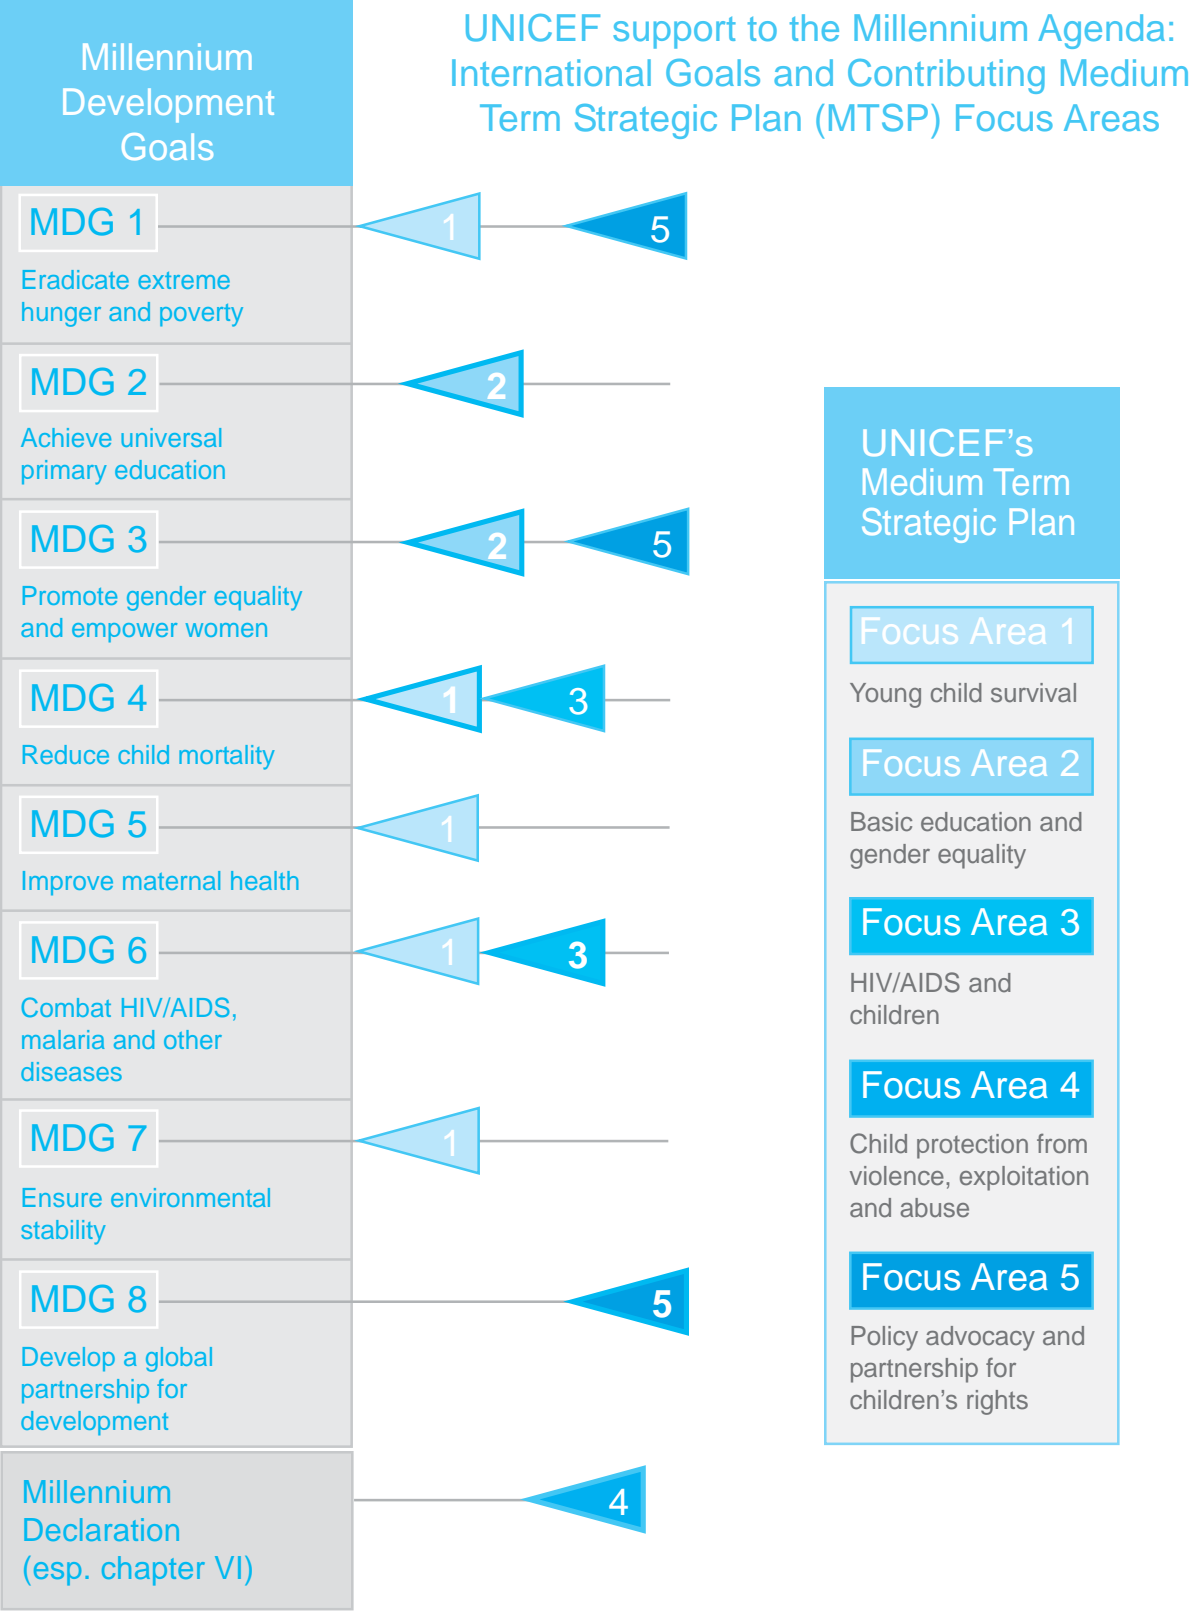 Millennium
Development
Goals
UNICEF support to the Millennium Agenda:
International Goals and Contributing Medium
Term Strategic Plan (MTSP) Focus Areas
MDG 1
1
5
Eradicate extreme
hunger and poverty
MDG 2
2
Achieve universal
primary education
MDG 3
2
5
Promote gender equality
and empower women
MDG 4
1
3
Reduce child mortality
MDG 5
1
Improve maternal health
MDG 6
1
3
Combat HIV/AIDS,
malaria and other
diseases
MDG 7
1
Ensure environmental
stability
MDG 8
5
Develop a global
partnership for
development
Millennium
Declaration
(esp. chapter VI)
4
UNICEF’s
Medium Term
Strategic Plan
Focus Area 1
Young child survival
Focus Area 2
Basic education and
gender equality
Focus Area 3
HIV/AIDS and
children
Focus Area 4
Child protection from
violence, exploitation
and abuse
Focus Area 5
Policy advocacy and
partnership for
children’s rights